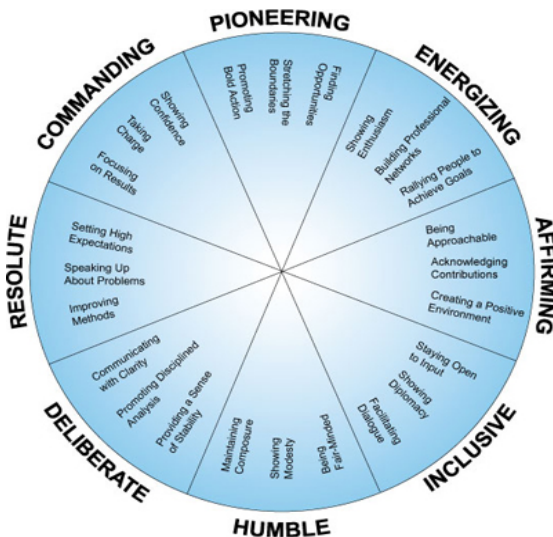 PIONEERING
Promoting
Bold Action
Stretching the
Boundaries
Finding
Opportunities
ENERGIZING
Showing
Enthusiasm
Building Professional
Networks
Rallying People to
Achieve Goals
AFFIRMING
Being
Approachable
Acknowledging
Contributions
Creating a Positive
Environment
INCLUSIVE
Staying Open
to Input
Showing
Diplomacy
Facilitating
Dialogue
HUMBLE
Being
Fair-Minded
Showing
Modesty
Maintaining
Composure
DELIBERATE
Communicating
with Clarity
Promoting Disciplined
Analysis
Providing a Sense
of Stability
RESOLUTE
Setting High
Expectations
Speaking Up
About Problems
Improving
Methods
COMMANDING
Focusing
on Results
Taking
Charge
Showing
Confidence